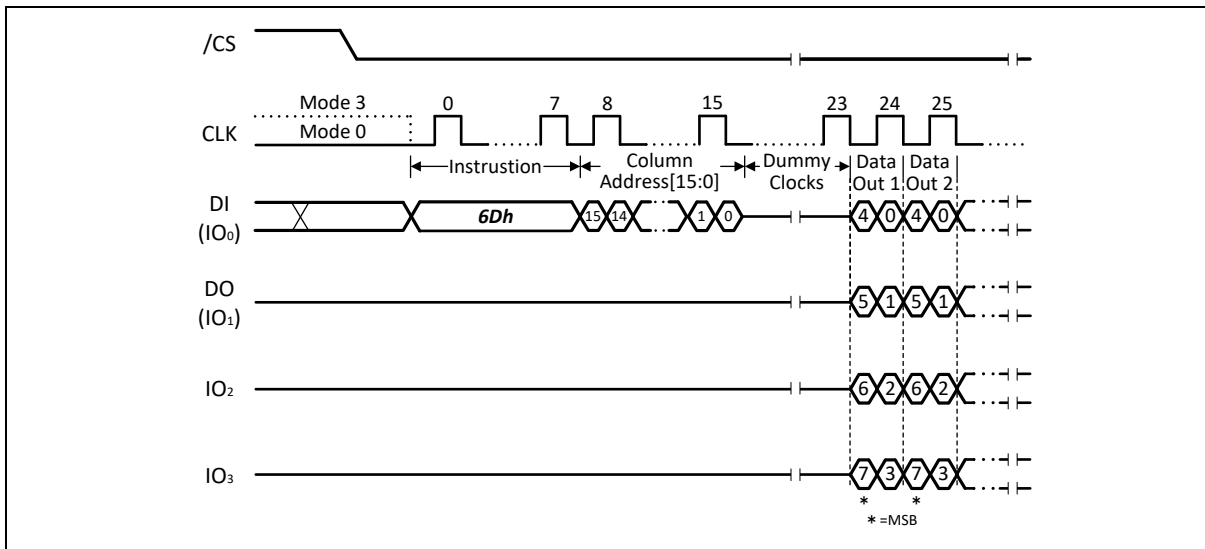 /CS
Mode 3 0 7 8 15 23 24 25
CLK Mode 0
Instrustion Column Address[15:0] Dummy Clocks Data Out 1 Data Out 2
DI (IO0) 6Dh 15 14 1 0 4 0 4 0
DO (IO1) 5 1 5 1
IO2 6 2 6 2
IO3 7 3 7 3
* *
* =MSB